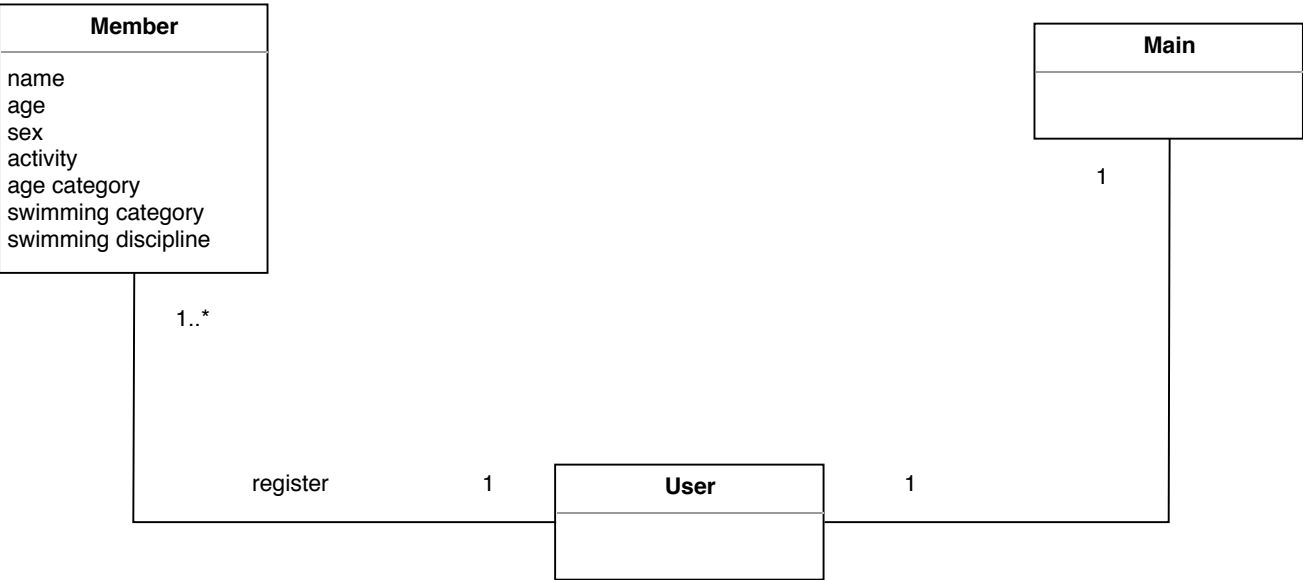 Member
name
age
sex
activity
age category
swimming category
swimming discipline
Main
1
1..*
register
1
User
1